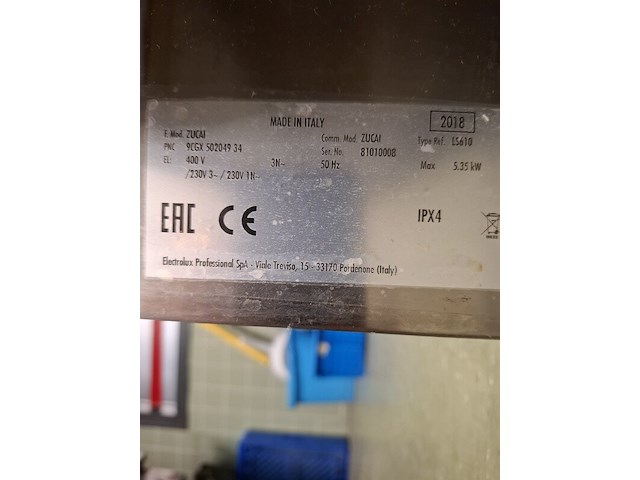 MADE IN ITALY
2018
F. Mod. ZUCAI
Comm. Mod. ZUCAI
Type Ref. LS610
PNC 9CGX 502049 34
Ser. No. 81010008
EL: 400 V 3N~ 50 Hz
Max 5.35 kW
/230V 3~ / 230V 1N~
EAC CE
IPX4
Electrolux Professional SpA - Viale Treviso, 15 - 33170 Pordenone (Italy)